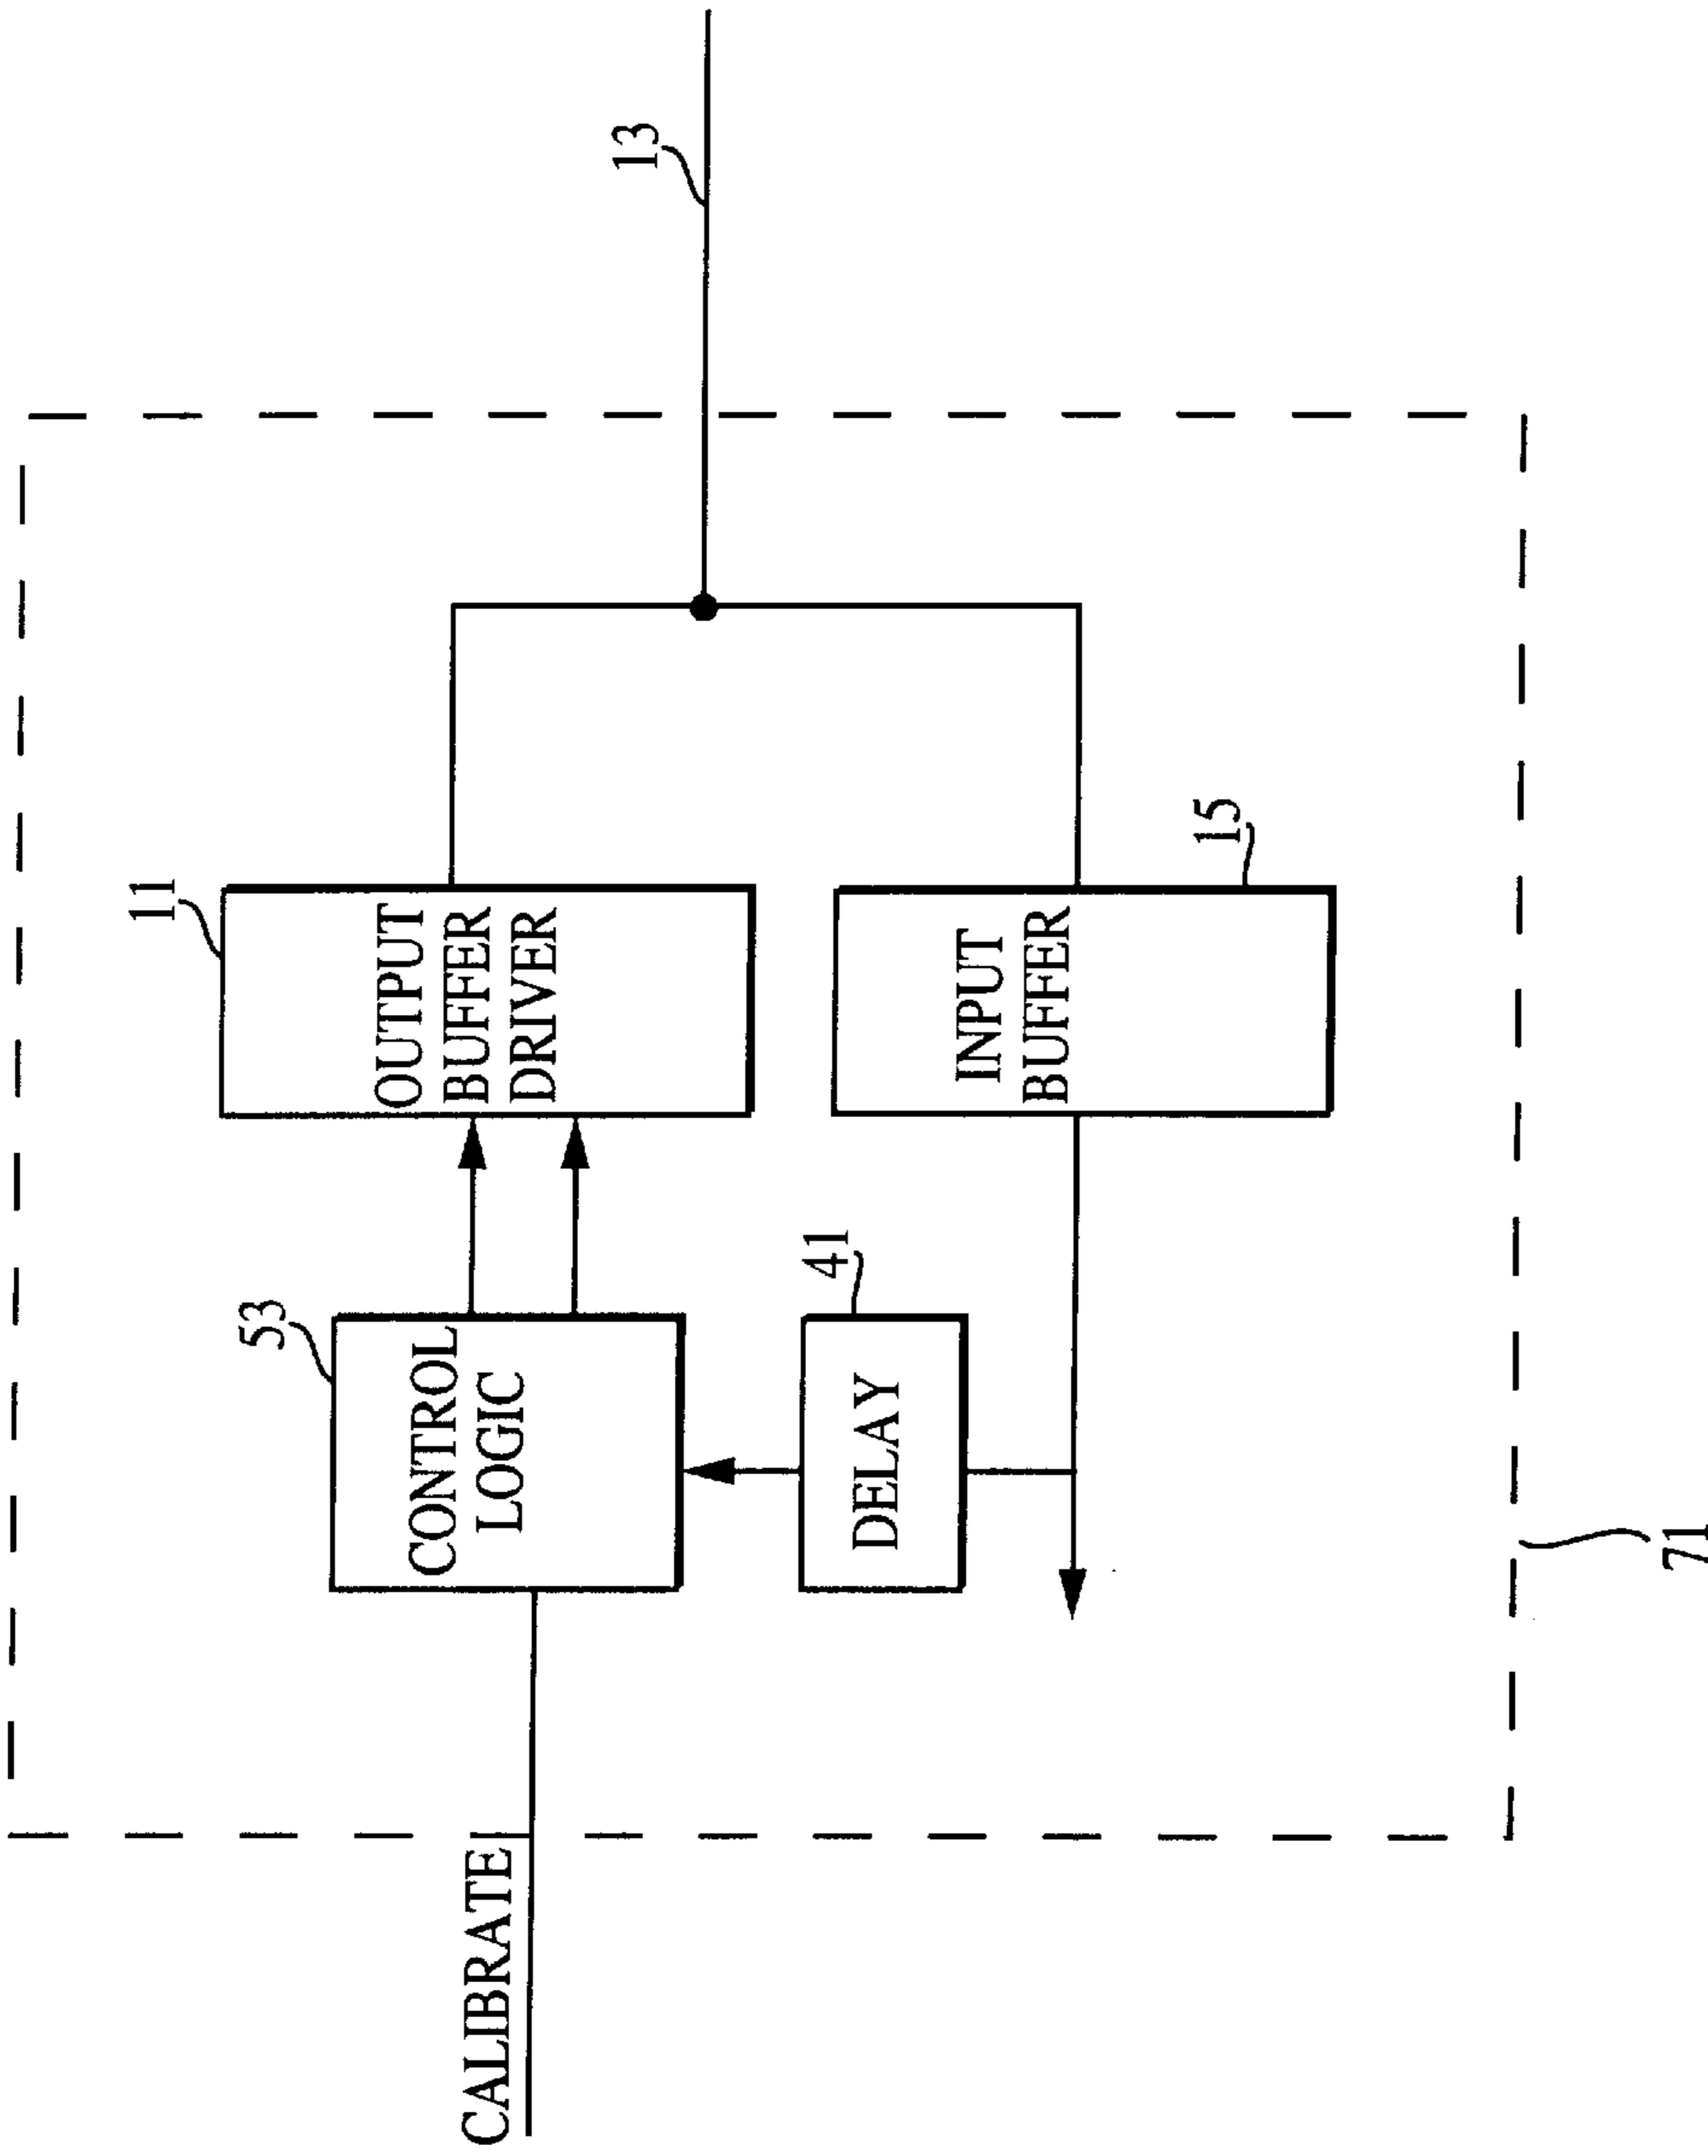 CALIBRATE
53
CONTROL
LOGIC
11
OUTPUT
BUFFER
DRIVER
13
41
DELAY
15
INPUT
BUFFER
71